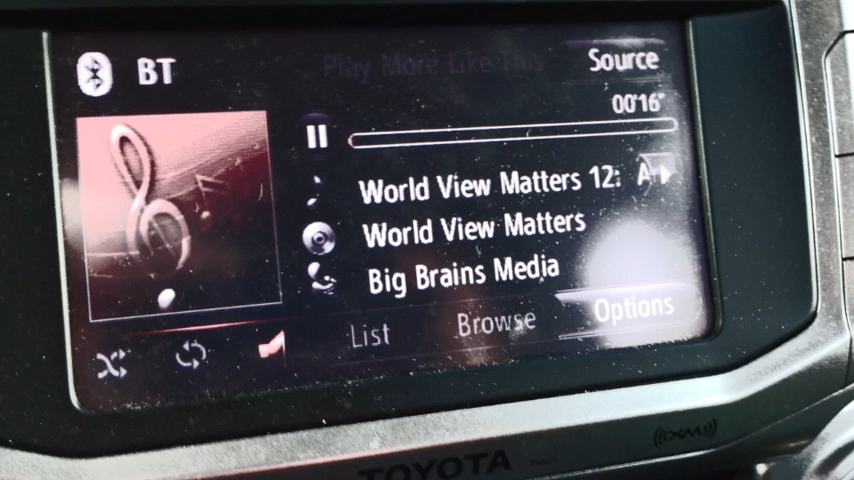 BT
Play More Like This
Source
00'16"
World View Matters 12: A
World View Matters
Big Brains Media
List
Browse
Options
((XM))
TOYOTA